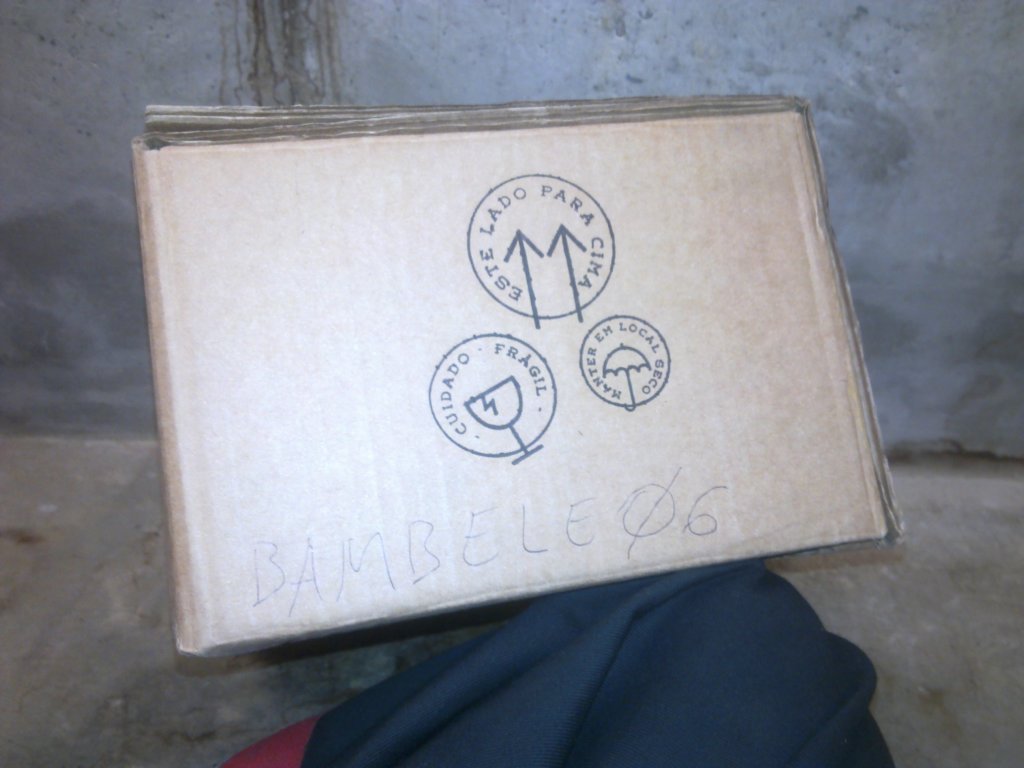 ESTE LADO PARA CIMA
CUIDADO · FRÁGIL ·
MANTER EM LOCAL SECO
BAMBELE Ø6